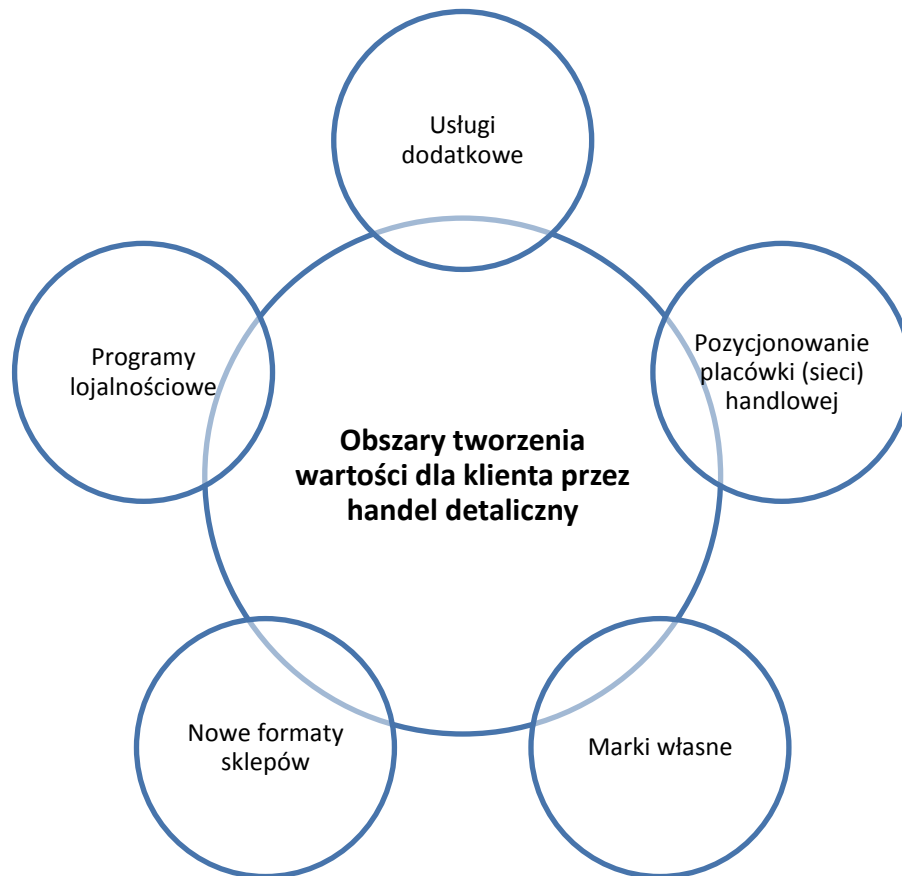 Usługi
dodatkowe
Programy
lojalnościowe
Pozycjonowanie
placówki (sieci)
handlowej
Obszary tworzenia
wartości dla klienta przez
handel detaliczny
Nowe formaty
sklepów
Marki własne